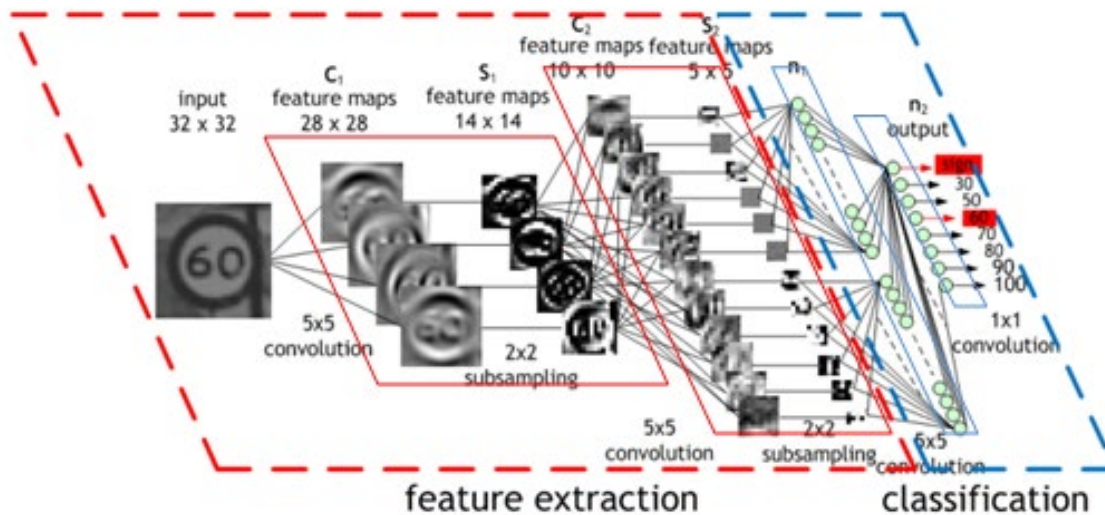 input
32 x 32
C1
feature maps
28 x 28
S1
feature maps
14 x 14
C2
feature maps
10 x 10
S2
feature maps
5 x 5
n1
n2
output
60
sign
30
50
60
70
80
90
100
5x5
convolution
2x2
subsampling
5x5
convolution
2x2
subsampling
5x5
convolution
1x1
convolution
feature extraction
classification